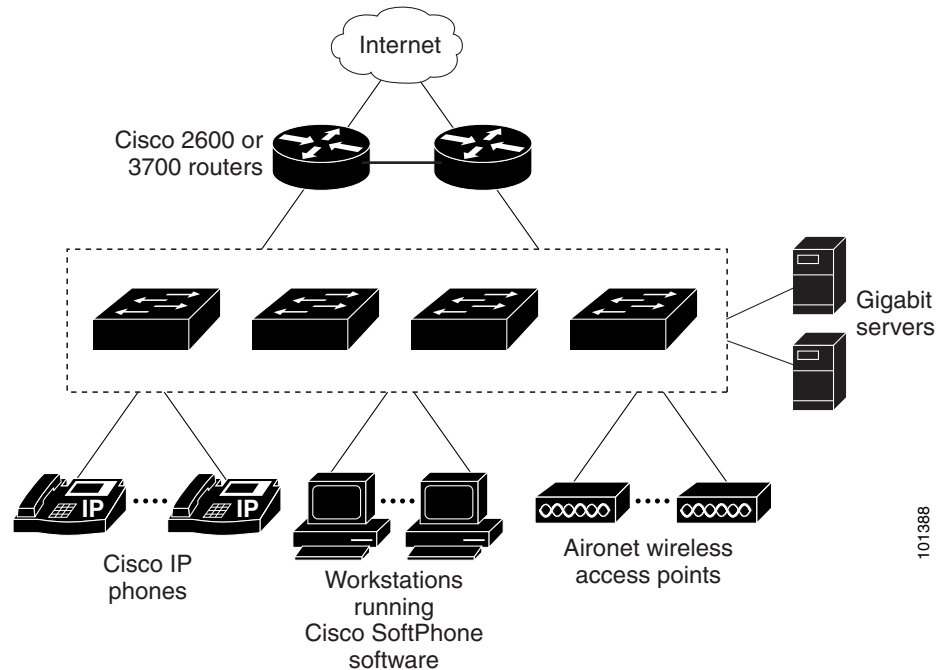 Internet
Cisco 2600 or
3700 routers
Gigabit
servers
IP
IP
Cisco IP
phones
Workstations
running
Cisco SoftPhone
software
Aironet wireless
access points
101388